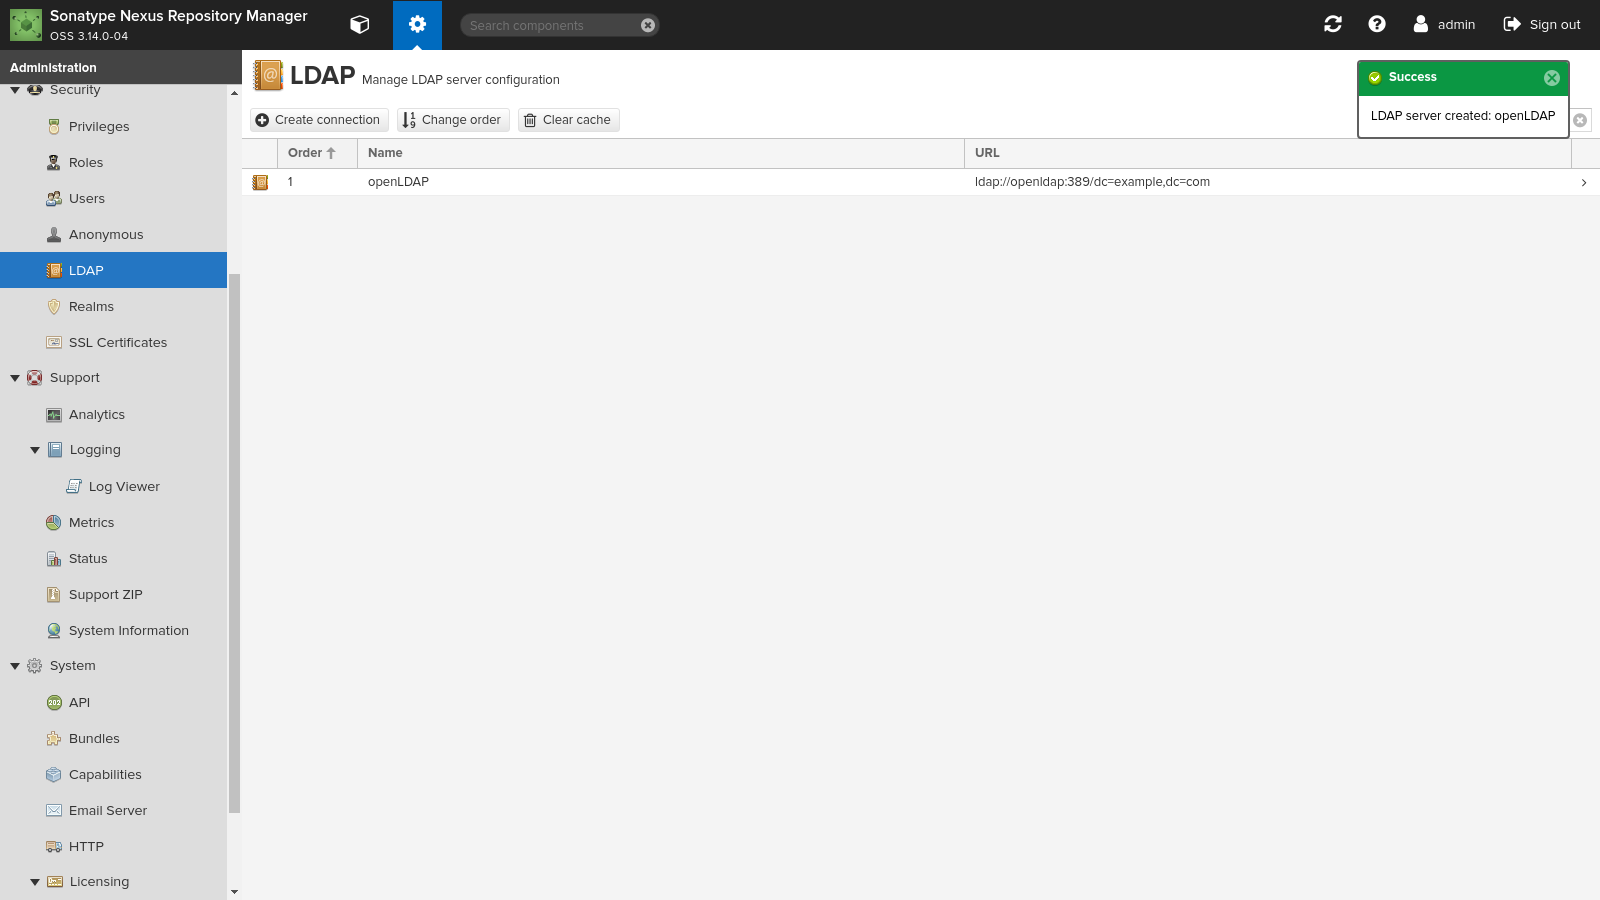 Sonatype Nexus Repository Manager
OSS 3.14.0-04
Search components
admin
Sign out
Administration
Security
Privileges
Roles
Users
Anonymous
LDAP
Realms
SSL Certificates
Support
Analytics
Logging
Log Viewer
Metrics
Status
Support ZIP
System Information
System
202
API
Bundles
Capabilities
Email Server
HTTP
Licensing
LDAP Manage LDAP server configuration
Create connection
Change order
Clear cache
Success
LDAP server created: openLDAP
Order Name URL
1 openLDAP ldap://openldap:389/dc=example,dc=com